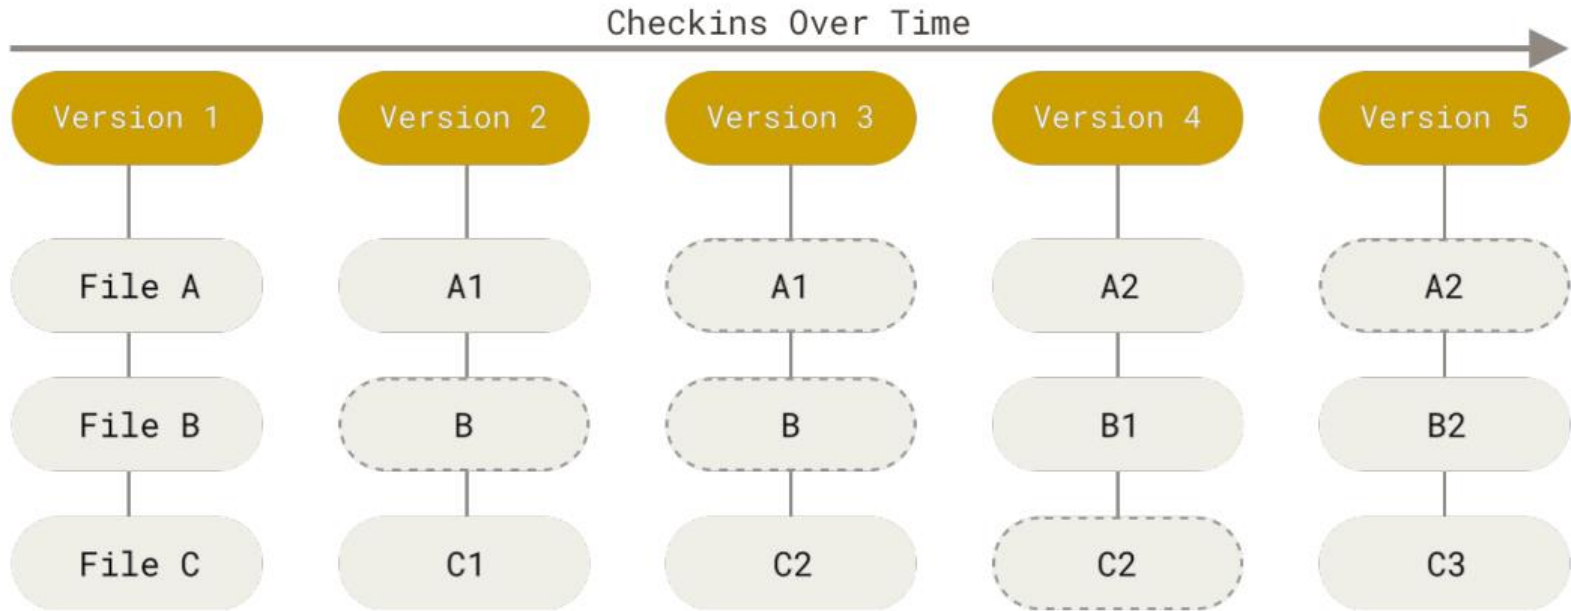 Checkins Over Time
Version 1 Version 2 Version 3 Version 4 Version 5
File A A1 A1 A2 A2
File B B B B1 B2
File C C1 C2 C2 C3